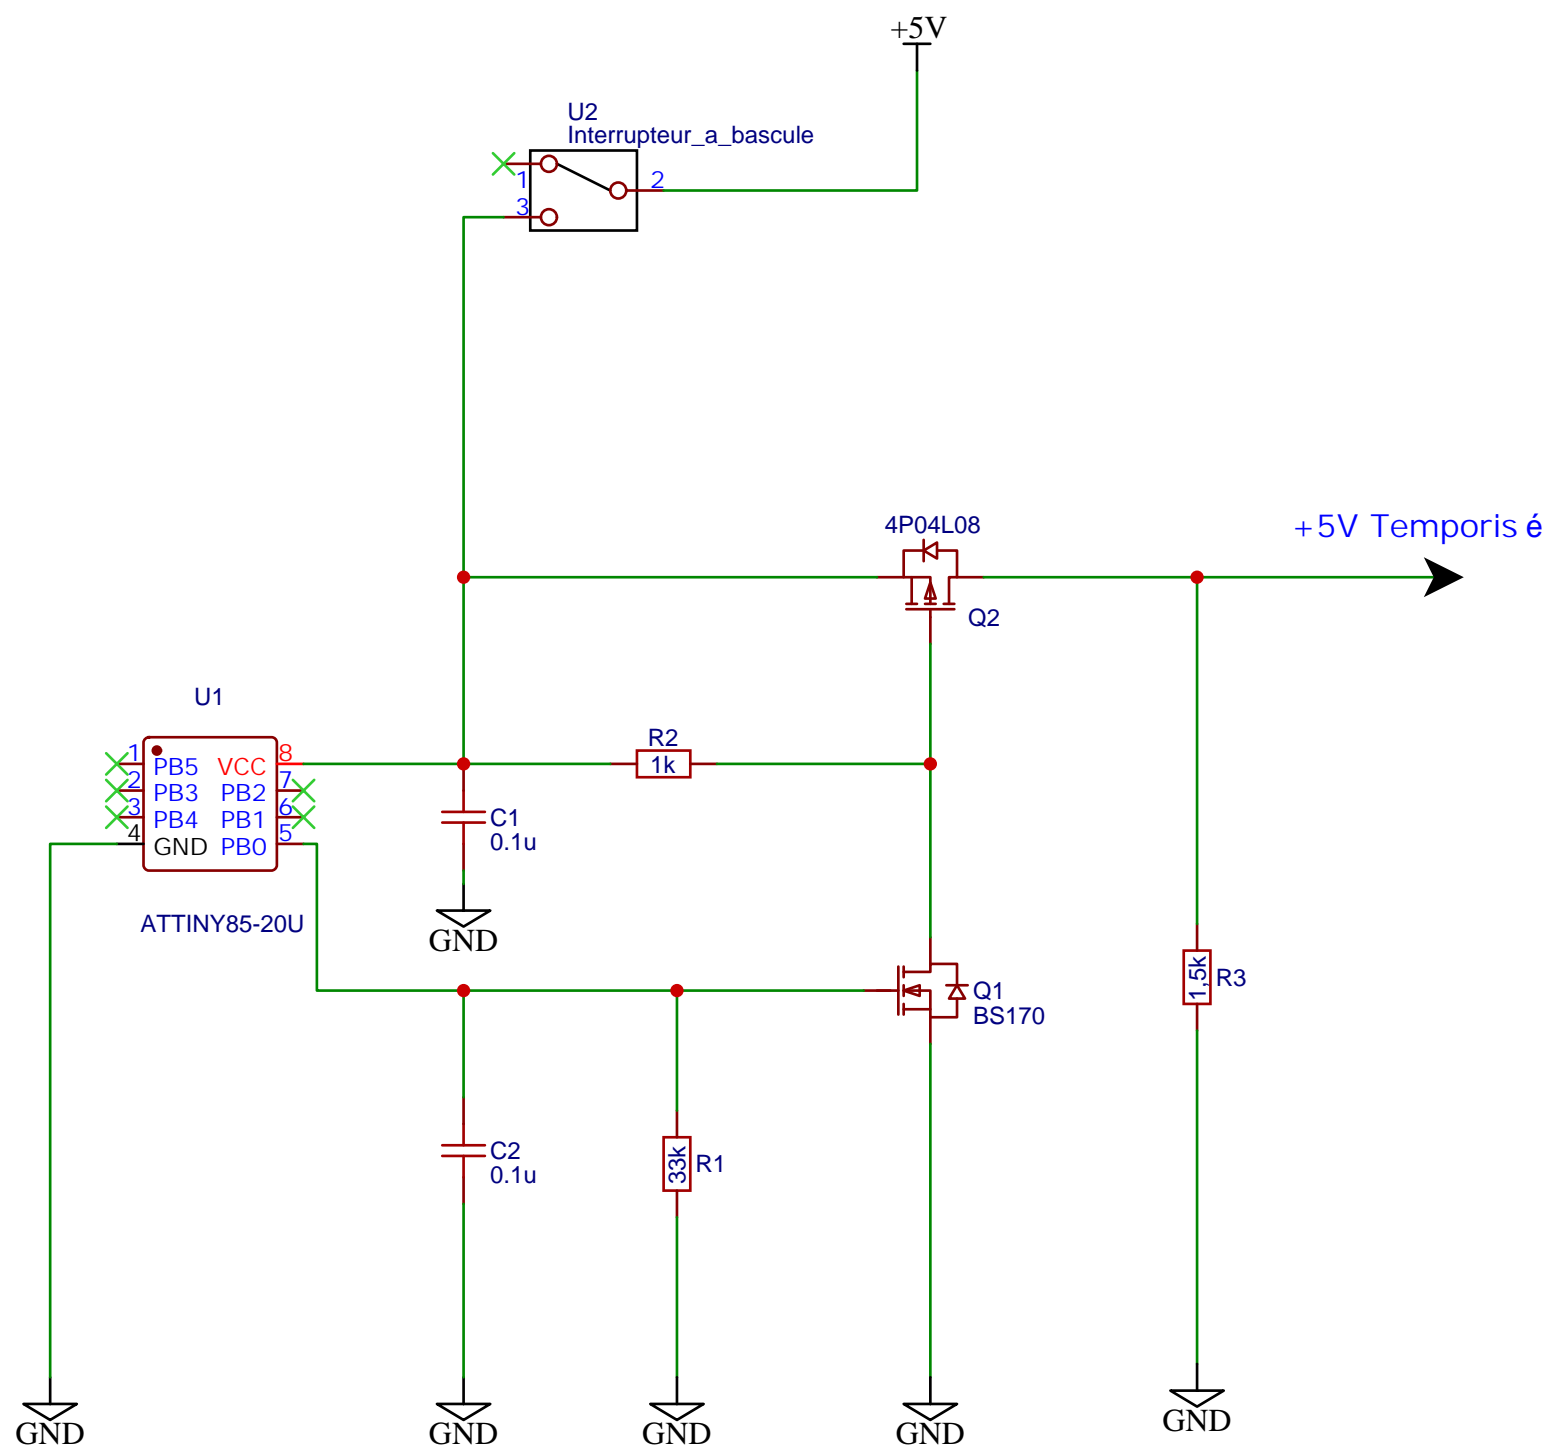 +5V
U2
Interrupteur_a_bascule
1
2
3
4P04L08
+5V Temporisé
Q2
U1
R2
1k
1
PB5
VCC
8
2
PB3
PB2
7
3
PB4
PB1
6
4
GND
PB0
5
C1
0.1u
ATTINY85-20U
GND
Q1
BS170
1,5k
R3
C2
0.1u
33k
R1
GND
GND
GND
GND
GND